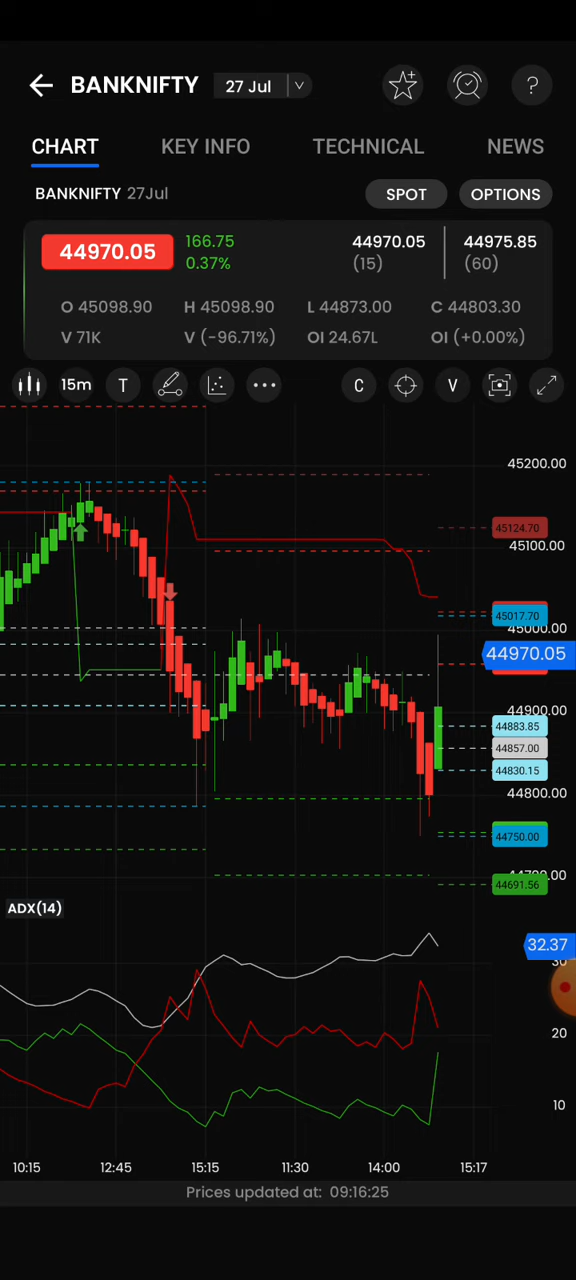 BANKNIFTY 27 Jul
?
CHART KEY INFO TECHNICAL NEWS
BANKNIFTY 27Jul SPOT OPTIONS
44970.05 166.75 44970.05 44975.85
0.37% (15) (60)
O 45098.90 H 45098.90 L 44873.00 C 44803.30
V 71K V (-96.71%) OI 24.67L OI (+0.00%)
15m T C V
45200.00
45124.70
45100.00
45017.70
45000.00
44970.05
44900.00
44883.85
44857.00
44830.15
44800.00
44750.00
44691.56
ADX(14)
32.37
30
20
10
10:15 12:45 15:15 11:30 14:00 15:17
Prices updated at: 09:16:25